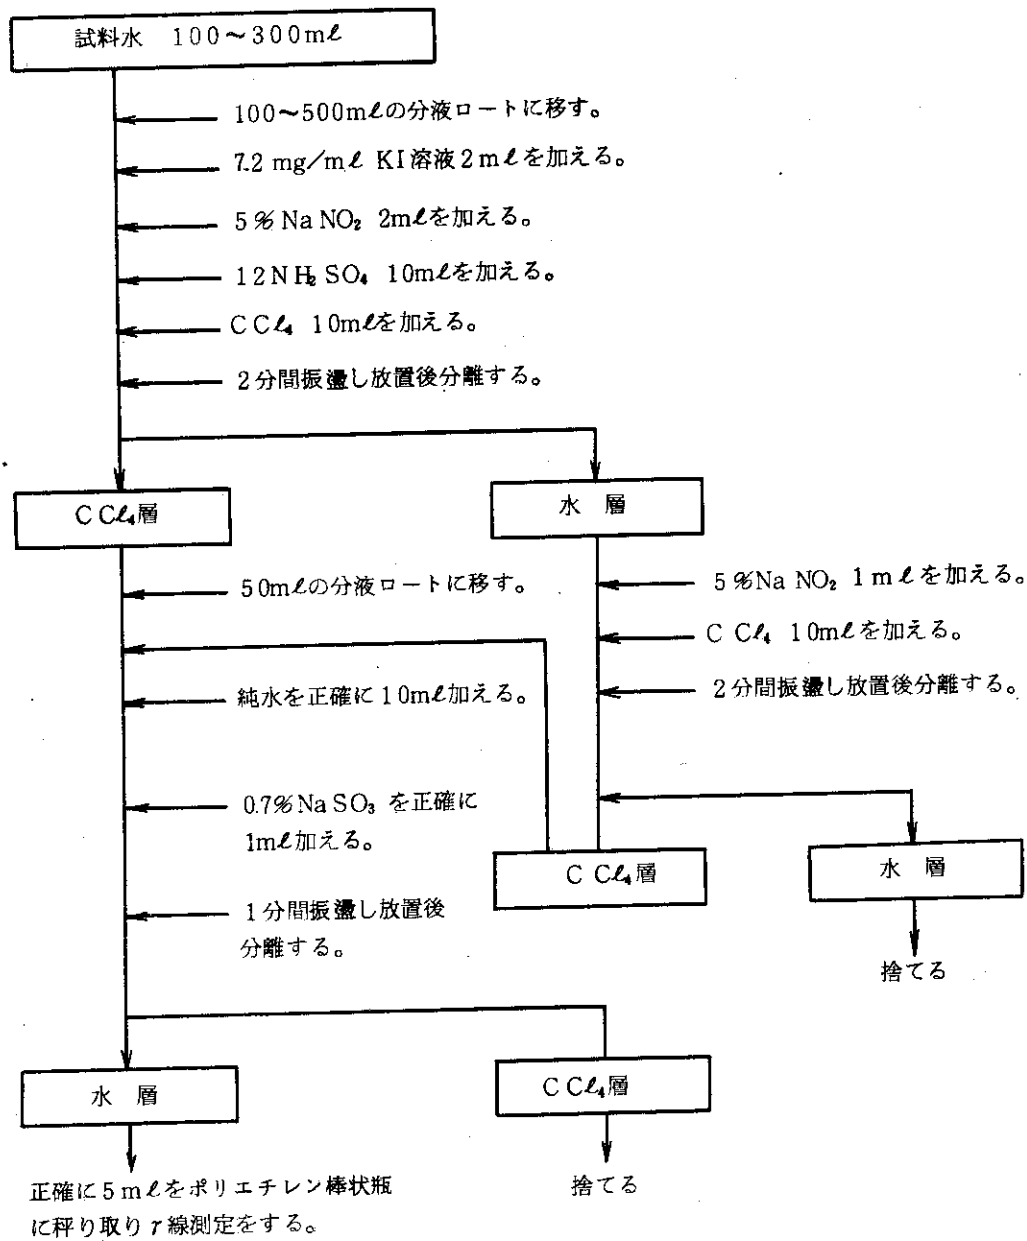 試料水 100~300mℓ
100~500mℓの分液ロートに移す。
7.2 mg/mℓ KI溶液2mℓを加える。
5%NaNO₂ 2mℓを加える。
12NH₂SO₄ 10mℓを加える。
CCℓ₄ 10mℓを加える。
2分間振盪し放置後分離する。
CCℓ₄層
水 層
50mℓの分液ロートに移す。
純水を正確に10mℓ加える。
0.7%NaSO₃を正確に
1mℓ加える。
1分間振盪し放置後
分離する。
5%NaNO₂ 1mℓを加える。
CCℓ₄ 10mℓを加える。
2分間振盪し放置後分離する。
CCℓ₄層
水 層
捨てる
水 層
CCℓ₄層
正確に5mℓをポリエチレン棒状瓶
に秤り取りγ線測定をする。
捨てる